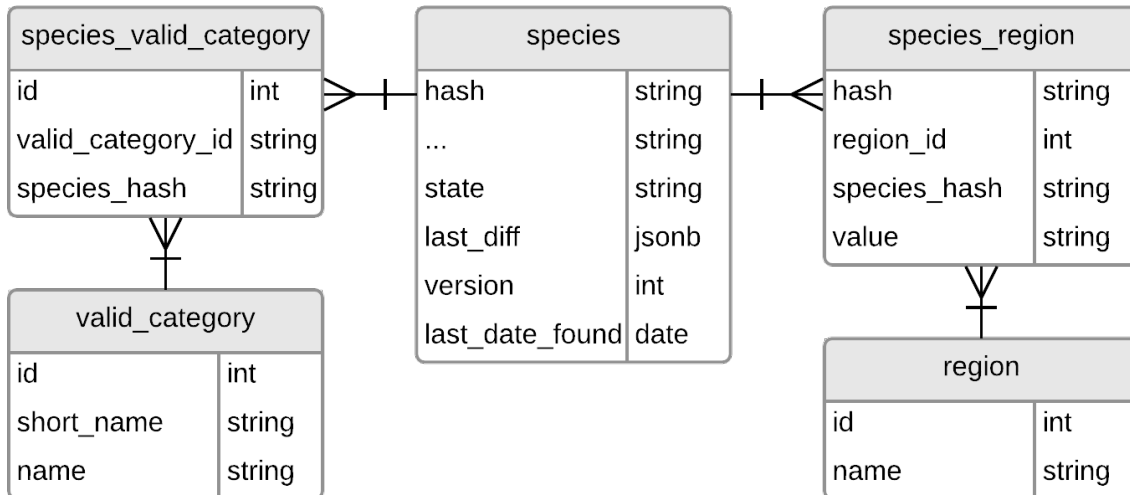 species_valid_category
id int
valid_category_id string
species_hash string
species
hash string
... string
state string
last_diff jsonb
version int
last_date_found date
species_region
hash string
region_id int
species_hash string
value string
valid_category
id int
short_name string
name string
region
id int
name string